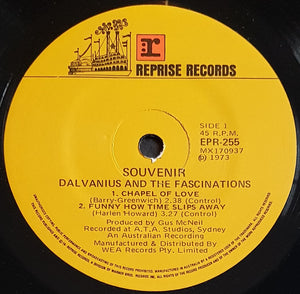 REPRISE RECORDS
SIDE 1
45 R.P.M.
EPR-255
MX170937
℗ 1973
SOUVENIR
DALVANIUS AND THE FASCINATIONS
1. CHAPEL OF LOVE
(Barry-Greenwich) 2.38 (Control)
2. FUNNY HOW TIME SLIPS AWAY
(Harlen Howard) 3.27 (Control)
Produced by Gus McNeil
Recorded at A.T.A. Studios, Sydney
An Australian Recording
Manufactured & Distributed By
WEA Records Pty. Limited